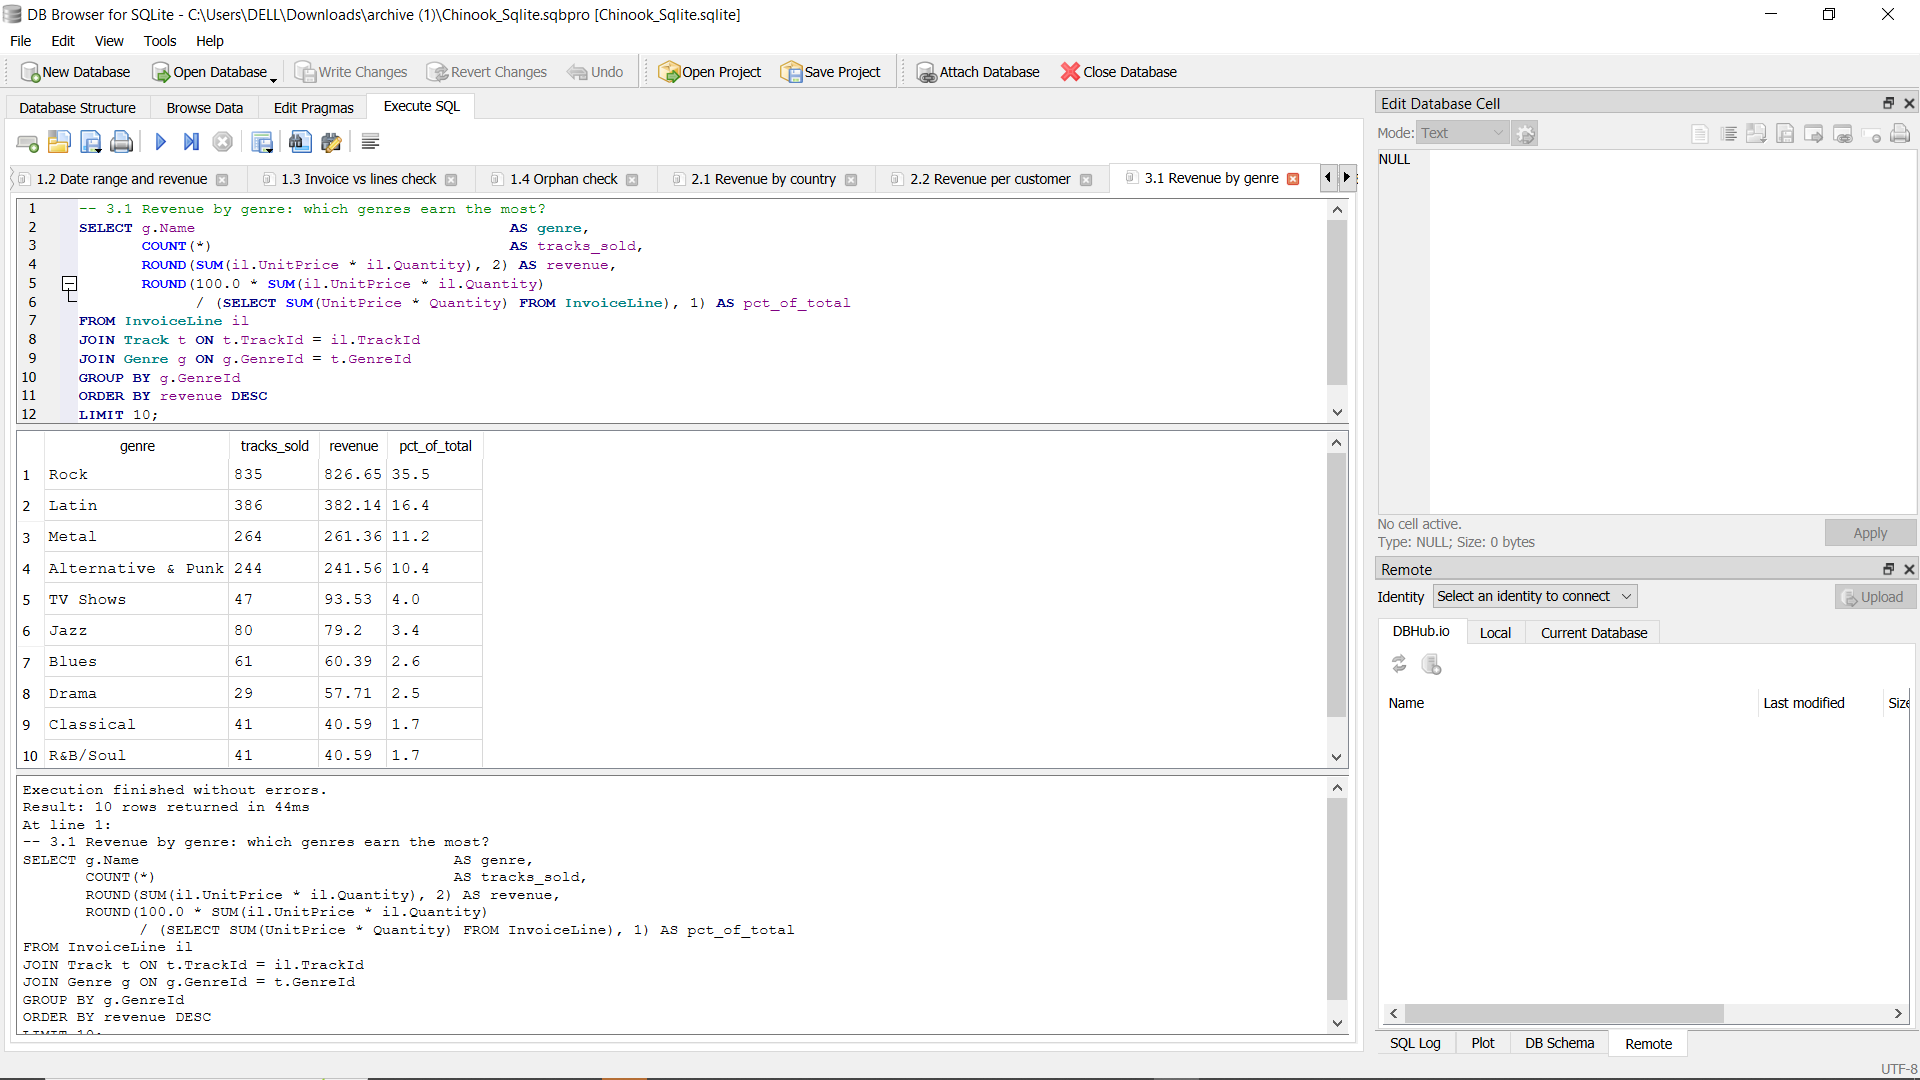 DB Browser for SQLite - C:\Users\DELL\Downloads\archive (1)\Chinook_Sqlite.sqbpro [Chinook_Sqlite.sqlite]
File Edit View Tools Help
New Database Open Database Write Changes Revert Changes Undo Open Project Save Project Attach Database Close Database
Database Structure Browse Data Edit Pragmas Execute SQL
1.2 Date range and revenue 1.3 Invoice vs lines check 1.4 Orphan check 2.1 Revenue by country 2.2 Revenue per customer 3.1 Revenue by genre
1 -- 3.1 Revenue by genre: which genres earn the most?
2 SELECT g.Name AS genre,
3 COUNT(*) AS tracks_sold,
4 ROUND(SUM(il.UnitPrice * il.Quantity), 2) AS revenue,
5 ROUND(100.0 * SUM(il.UnitPrice * il.Quantity)
6 / (SELECT SUM(UnitPrice * Quantity) FROM InvoiceLine), 1) AS pct_of_total
7 FROM InvoiceLine il
8 JOIN Track t ON t.TrackId = il.TrackId
9 JOIN Genre g ON g.GenreId = t.GenreId
10 GROUP BY g.GenreId
11 ORDER BY revenue DESC
12 LIMIT 10;
genre tracks_sold revenue pct_of_total
1 Rock 835 826.65 35.5
2 Latin 386 382.14 16.4
3 Metal 264 261.36 11.2
4 Alternative & Punk 244 241.56 10.4
5 TV Shows 47 93.53 4.0
6 Jazz 80 79.2 3.4
7 Blues 61 60.39 2.6
8 Drama 29 57.71 2.5
9 Classical 41 40.59 1.7
10 R&B/Soul 41 40.59 1.7
Execution finished without errors.
Result: 10 rows returned in 44ms
At line 1:
-- 3.1 Revenue by genre: which genres earn the most?
SELECT g.Name AS genre,
COUNT(*) AS tracks_sold,
ROUND(SUM(il.UnitPrice * il.Quantity), 2) AS revenue,
ROUND(100.0 * SUM(il.UnitPrice * il.Quantity)
/ (SELECT SUM(UnitPrice * Quantity) FROM InvoiceLine), 1) AS pct_of_total
FROM InvoiceLine il
JOIN Track t ON t.TrackId = il.TrackId
JOIN Genre g ON g.GenreId = t.GenreId
GROUP BY g.GenreId
ORDER BY revenue DESC
LIMIT 10;
Edit Database Cell
Mode: Text
NULL
No cell active.
Type: NULL; Size: 0 bytes
Apply
Remote
Identity Select an identity to connect Upload
DBHub.io Local Current Database
Name Last modified Size
SQL Log Plot DB Schema Remote
UTF-8